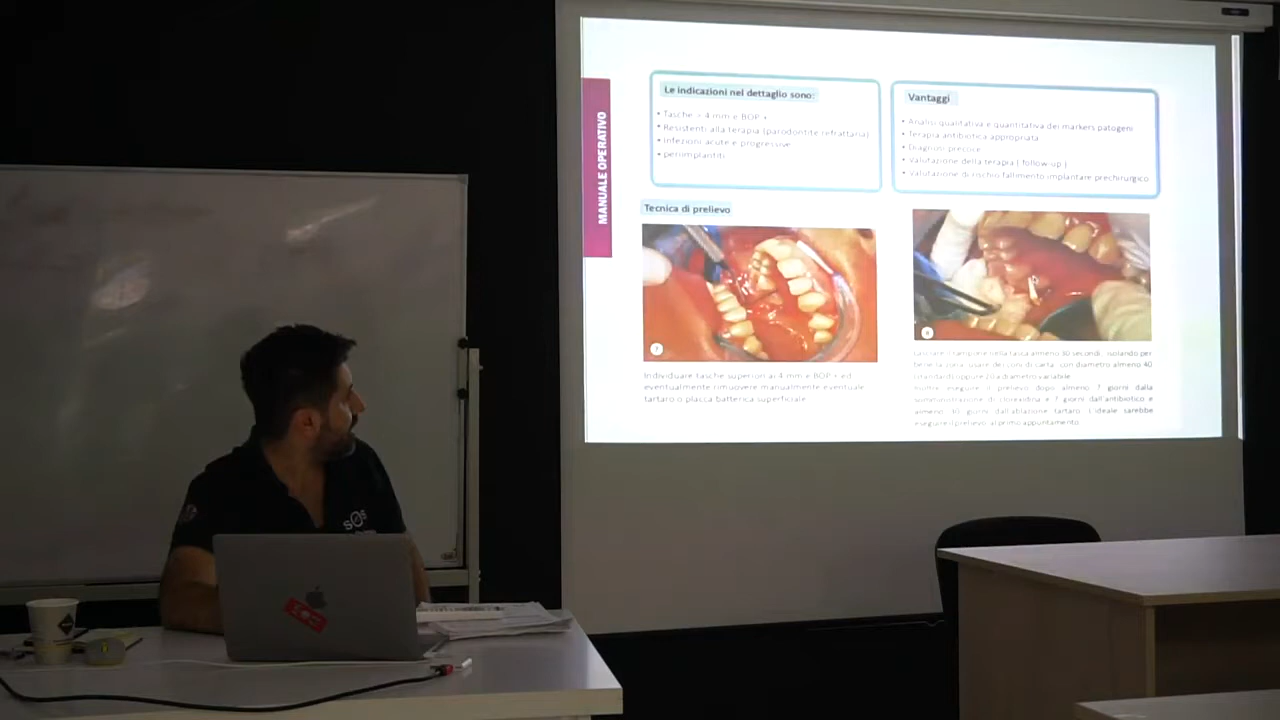 MANUALE OPERATIVO
Le indicazioni nel dettaglio sono:
• Tasche > 4 mm e BOP +
• Resistenti alla terapia (parodontite refrattaria)
• Infezioni acute e progressive
• perimplantiti
Vantaggi
• Analisi qualitativa e quantitativa dei markers patogeni
• Terapia antibiotica appropriata
• Diagnosi precoce
• Valutazione della terapia ( follow-up )
• Valutazione di rischio fallimento implantare prechirurgico
Tecnica di prelievo
7
8
Individuare tasche superiori ai 4 mm e BOP + ed
eventualmente rimuovere manualmente eventuale
tartaro o placca batterica superficiale
tampone nella tasca almeno 30 secondi isolando per
bene la zona. usare dei coni di carta con diametro almeno 40
(standard) oppure 20 a diametro variabile
Inoltre eseguire il prelievo dopo almeno 7 giorni dalla
somministrazione di clorexidina e 7 giorni dall'antibiotico e
almeno giorni dall'ablazione tartaro. L'ideale sarebbe
eseguire il prelievo al primo appuntamento
SOS